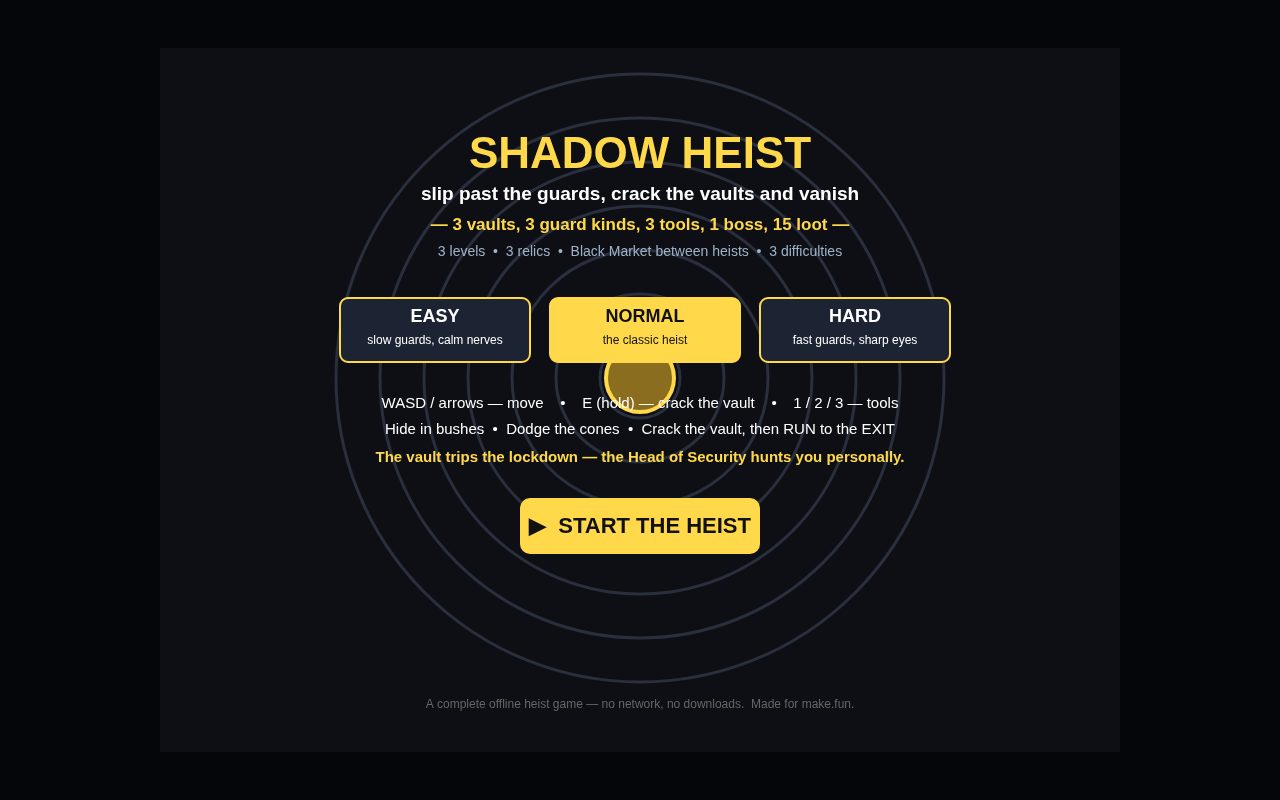 SHADOW HEIST
slip past the guards, crack the vaults and vanish
— 3 vaults, 3 guard kinds, 3 tools, 1 boss, 15 loot —
3 levels • 3 relics • Black Market between heists • 3 difficulties
EASY NORMAL HARD
slow guards, calm nerves the classic heist fast guards, sharp eyes
WASD / arrows — move • E (hold) — crack the vault • 1 / 2 / 3 — tools
Hide in bushes • Dodge the cones • Crack the vault, then RUN to the EXIT
The vault trips the lockdown — the Head of Security hunts you personally.
▶ START THE HEIST
A complete offline heist game — no network, no downloads. Made for make.fun.